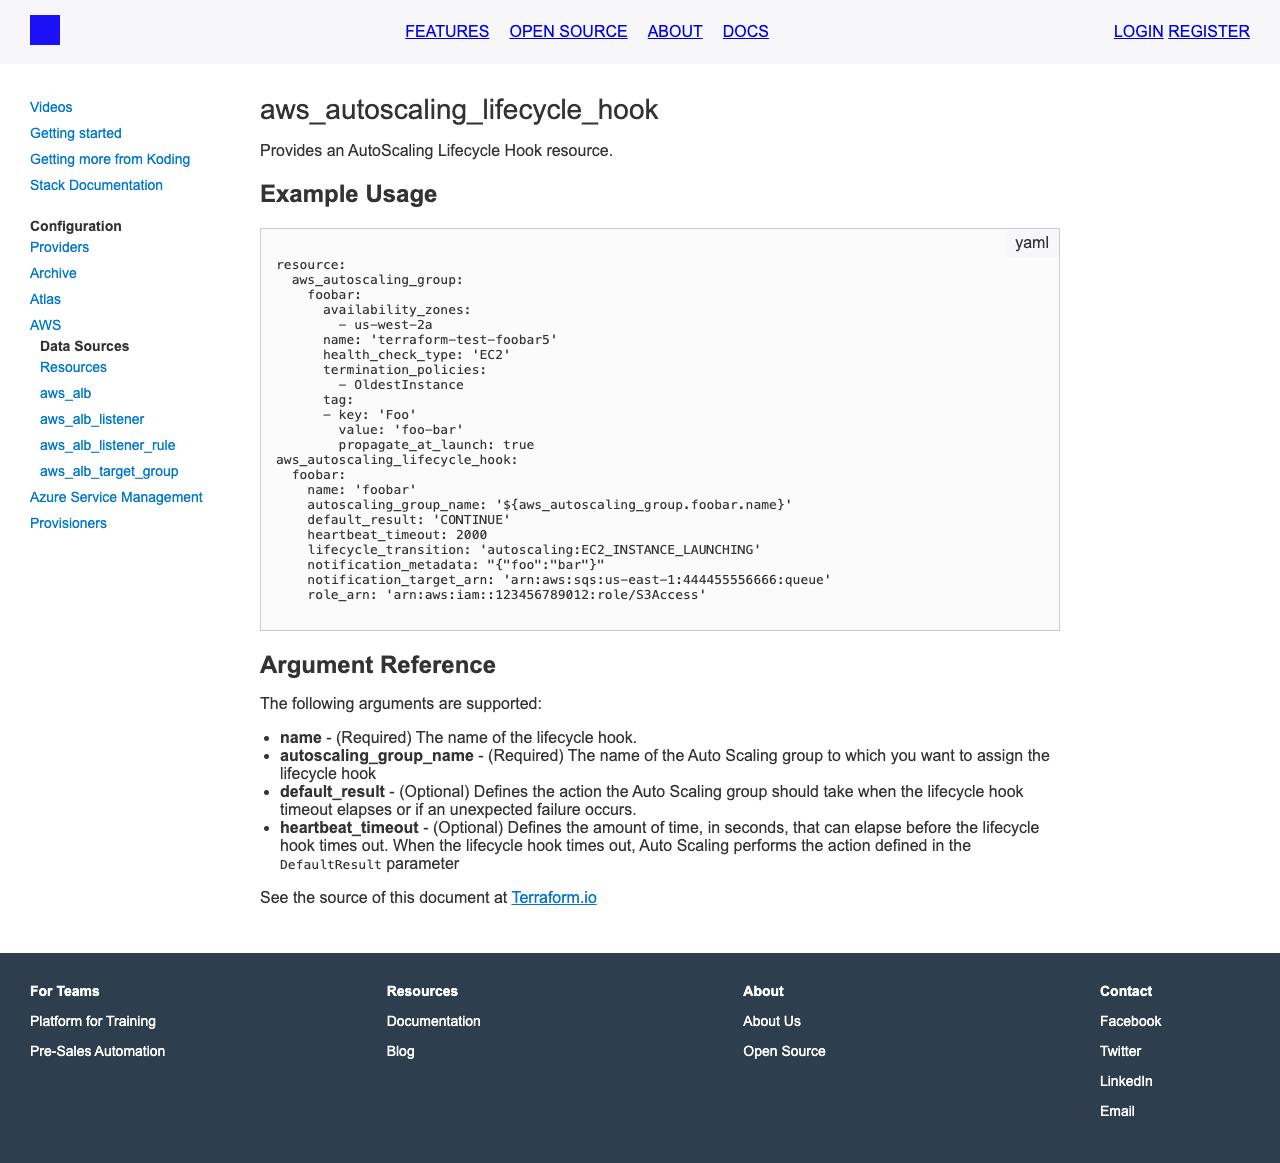 FEATURES OPEN SOURCE ABOUT DOCS LOGIN REGISTER
Videos
Getting started
Getting more from Koding
Stack Documentation
Configuration
Providers
Archive
Atlas
AWS
Data Sources
Resources
aws_alb
aws_alb_listener
aws_alb_listener_rule
aws_alb_target_group
Azure Service Management
Provisioners
aws_autoscaling_lifecycle_hook
Provides an AutoScaling Lifecycle Hook resource.
Example Usage
yaml
resource:
  aws_autoscaling_group:
    foobar:
      availability_zones:
        - us-west-2a
      name: 'terraform-test-foobar5'
      health_check_type: 'EC2'
      termination_policies:
        - OldestInstance
      tag:
      - key: 'Foo'
        value: 'foo-bar'
        propagate_at_launch: true
aws_autoscaling_lifecycle_hook:
  foobar:
    name: 'foobar'
    autoscaling_group_name: '${aws_autoscaling_group.foobar.name}'
    default_result: 'CONTINUE'
    heartbeat_timeout: 2000
    lifecycle_transition: 'autoscaling:EC2_INSTANCE_LAUNCHING'
    notification_metadata: "{"foo":"bar"}"
    notification_target_arn: 'arn:aws:sqs:us-east-1:444455556666:queue'
    role_arn: 'arn:aws:iam::123456789012:role/S3Access'
Argument Reference
The following arguments are supported:
• name - (Required) The name of the lifecycle hook.
• autoscaling_group_name - (Required) The name of the Auto Scaling group to which you want to assign the
lifecycle hook
• default_result - (Optional) Defines the action the Auto Scaling group should take when the lifecycle hook
timeout elapses or if an unexpected failure occurs.
• heartbeat_timeout - (Optional) Defines the amount of time, in seconds, that can elapse before the lifecycle
hook times out. When the lifecycle hook times out, Auto Scaling performs the action defined in the
DefaultResult parameter
See the source of this document at Terraform.io
For Teams
Platform for Training
Pre-Sales Automation
Resources
Documentation
Blog
About
About Us
Open Source
Contact
Facebook
Twitter
LinkedIn
Email